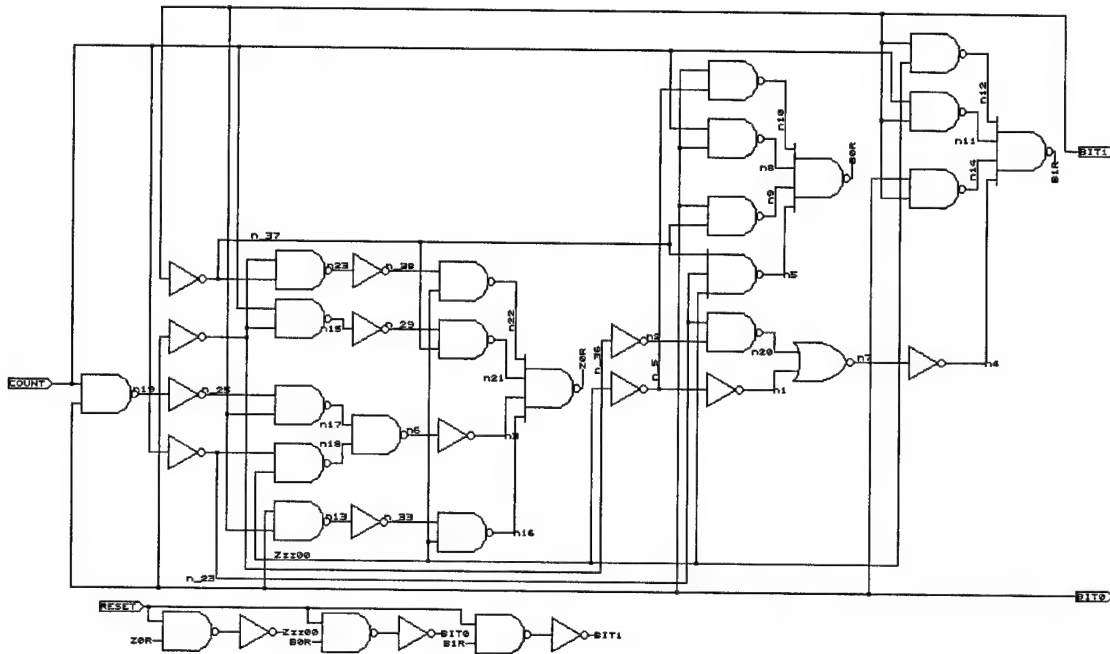 n12
n10
n11
BIT1
n8
B0R
n14
B1R
n9
n_37
n23
n_38
n5
n15
n_29
n22
n2
n20
n_36
n_5
n7
Z0R
n4
COUNT
n19
n_25
n21
n1
n17
n18
n6
n3
n13
n_33
n16
Zzz00
n_23
BIT0
RESET
Z0R
Zzz00
B0R
BIT0
B1R
BIT1